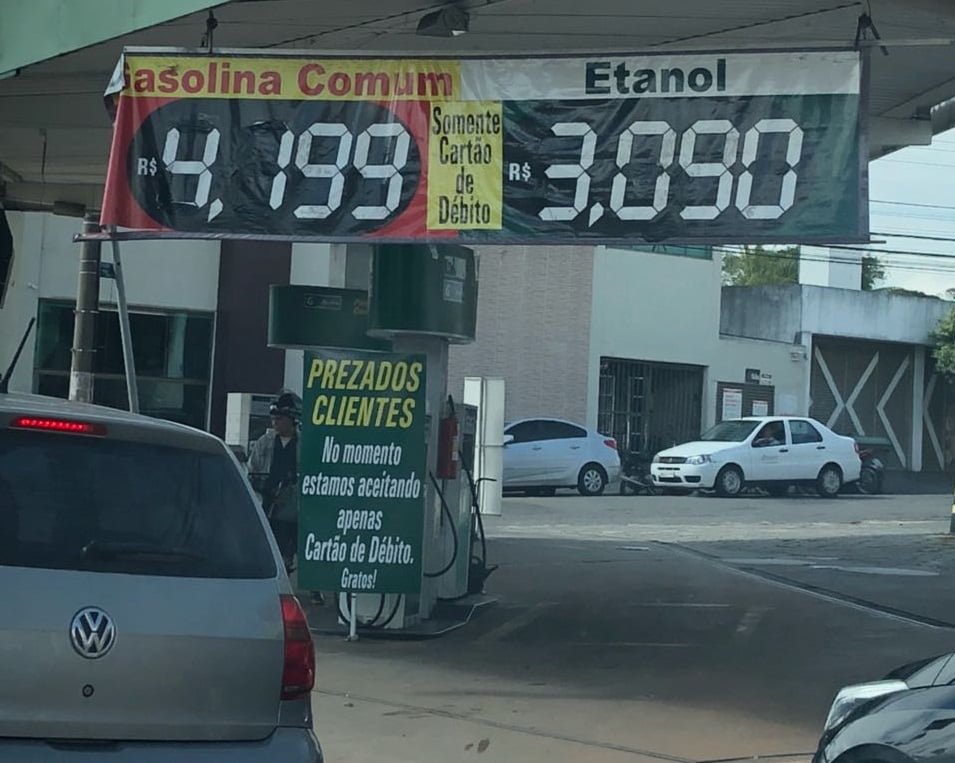 Gasolina Comum
R$ 4,199
Somente
Cartão
de
Débito
Etanol
R$ 3,090
PREZADOS
CLIENTES
No momento
estamos aceitando
apenas
Cartão de Débito.
Gratos!